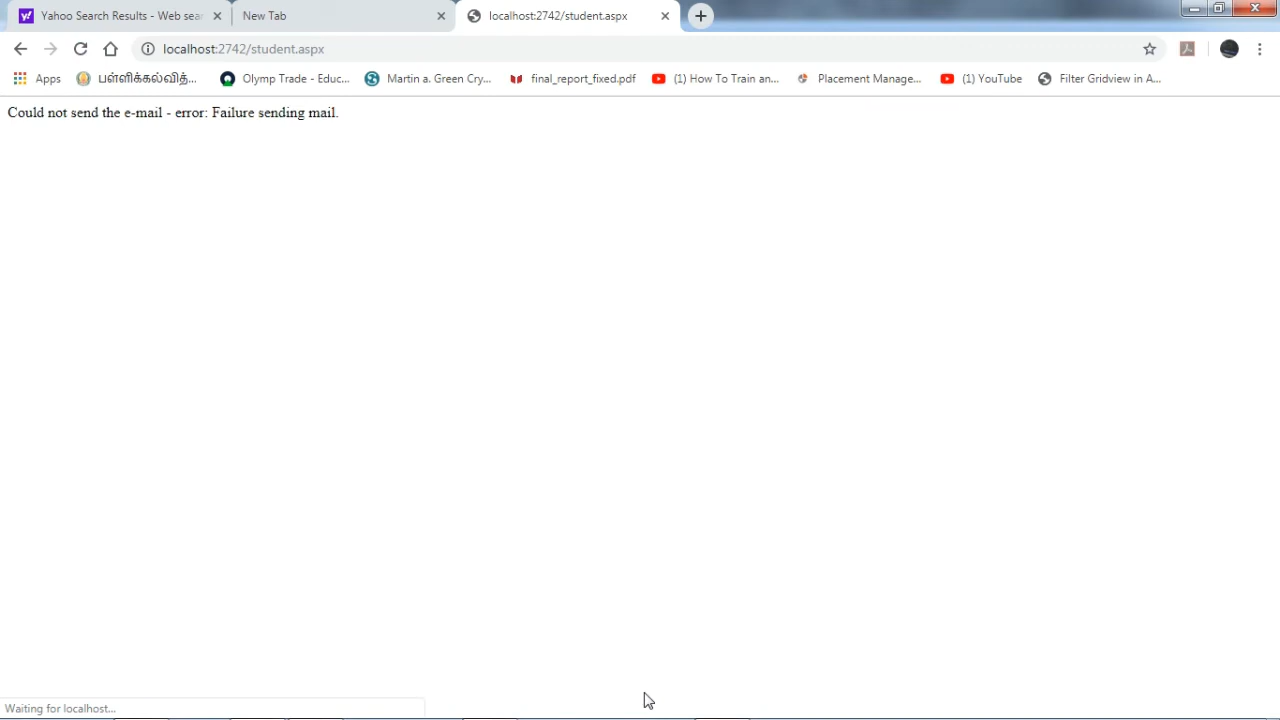 Yahoo Search Results - Web sear
New Tab
localhost:2742/student.aspx
localhost:2742/student.aspx
Apps
பள்ளிக்கல்வித்...
Olymp Trade - Educ...
Martin a. Green Cry...
final_report_fixed.pdf
(1) How To Train an...
Placement Manage...
(1) YouTube
Filter Gridview in A...
Could not send the e-mail - error: Failure sending mail.
Waiting for localhost...